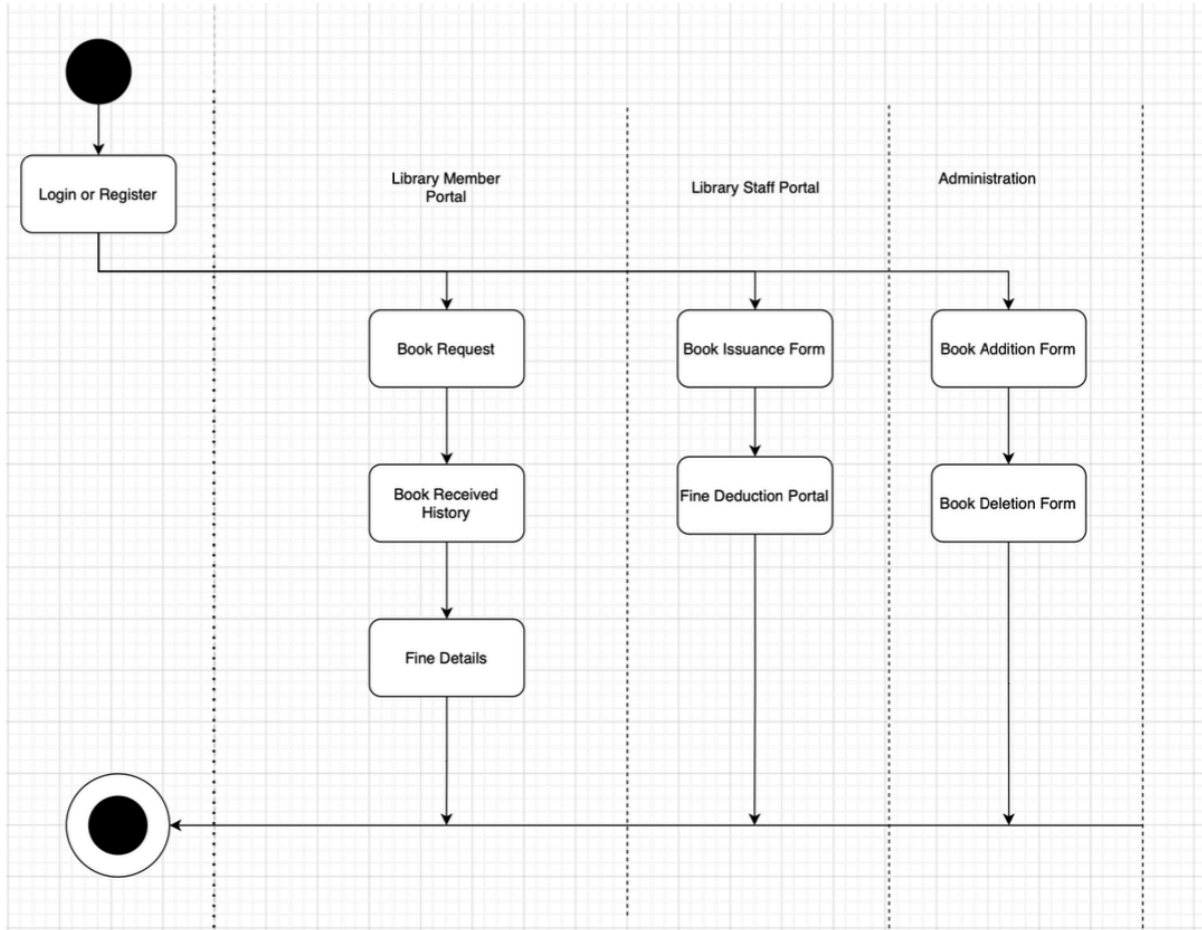 Login or Register
Library Member
Portal
Library Staff Portal
Administration
Book Request
Book Issuance Form
Book Addition Form
Book Received
History
Fine Deduction Portal
Book Deletion Form
Fine Details